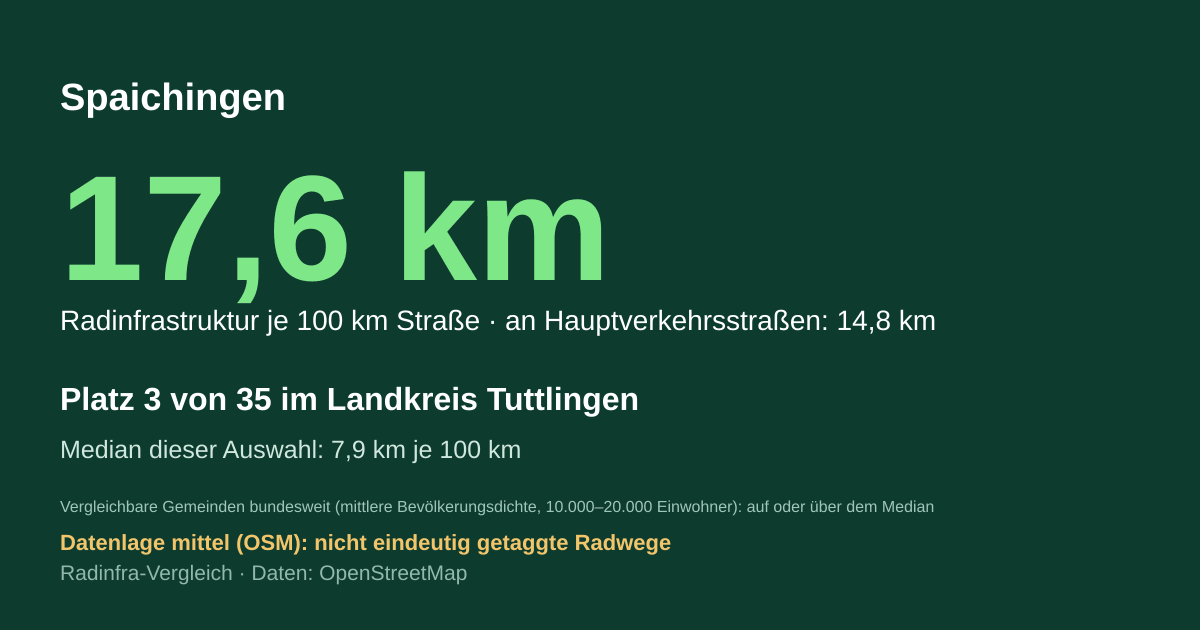 Spaichingen
17,6 km
Radinfrastruktur je 100 km Straße · an Hauptverkehrsstraßen: 14,8 km
Platz 3 von 35 im Landkreis Tuttlingen
Median dieser Auswahl: 7,9 km je 100 km
Vergleichbare Gemeinden bundesweit (mittlere Bevölkerungsdichte, 10.000–20.000 Einwohner): auf oder über dem Median
Datenlage mittel (OSM): nicht eindeutig getaggte Radwege
Radinfra-Vergleich · Daten: OpenStreetMap